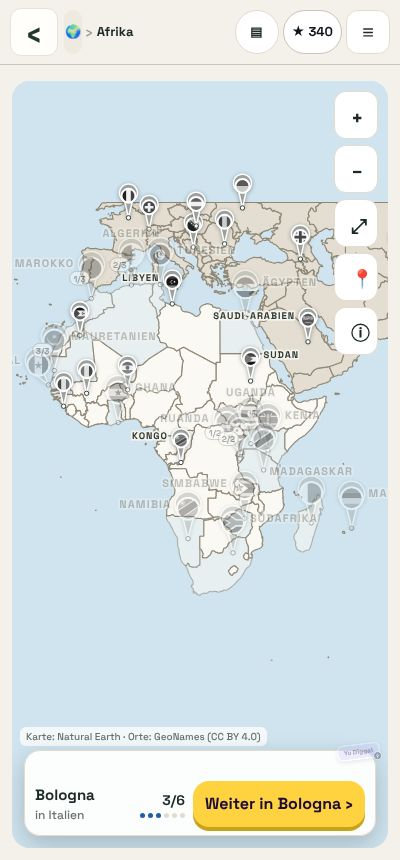 < > Afrika ★ 340 ≡
+
−
ALGERIEN
TUNESIEN
MAROKKO
2/3
1/3
LIBYEN
ÄGYPTEN
SAUDI-ARABIEN
MAURETANIEN
3/3
SUDAN
GHANA
UGANDA
RUANDA
KENIA
KONGO
1/2
2/2
MADAGASKAR
SIMBABWE
MA
NAMIBIA
SÜDAFRIKA
Karte: Natural Earth · Orte: GeoNames (CC BY 4.0)
Bologna
3/6
Weiter in Bologna >
in Italien